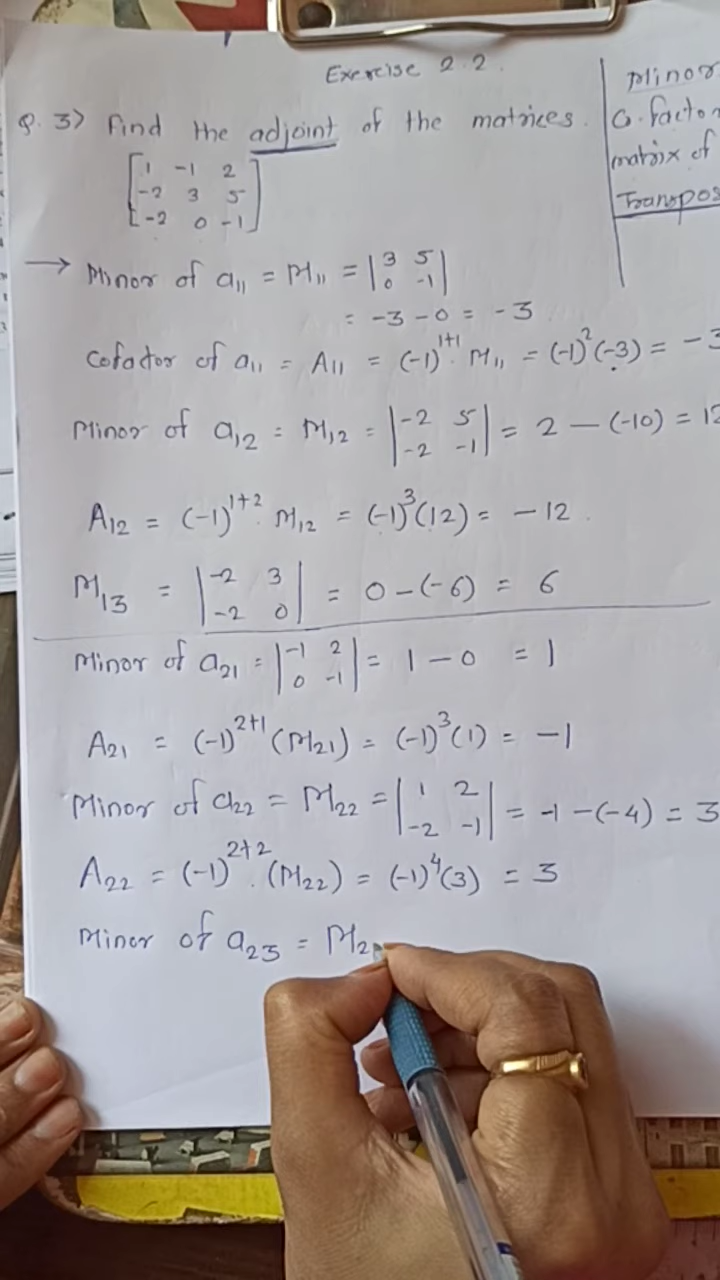 Exercise 2.2.
Q. 3) Find the adjoint of the matrices.
[1 -1 2
-2 3 5
-2 0 -1]
Minor
Co.factor
matrix of
Transpos
→ Minor of a₁₁ = M₁₁ = |3 5
0 -1|
= -3 - 0 = -3
Cofactor of a₁₁ = A₁₁ = (-1)¹⁺¹. M₁₁ = (-1)²(-3) = -3
Minor of a₁₂ = M₁₂ = |-2 5
-2 -1| = 2 - (-10) = 12
A₁₂ = (-1)¹⁺². M₁₂ = (-1)³(12) = -12.
M₁₃ = |-2 3
-2 0| = 0 - (-6) = 6
Minor of a₂₁ = |-1 2
0 -1| = 1 - 0 = 1
A₂₁ = (-1)²⁺¹(M₂₁) = (-1)³(1) = -1
Minor of a₂₂ = M₂₂ = |1 2
-2 -1| = -1 - (-4) = 3
A₂₂ = (-1)²⁺². (M₂₂) = (-1)⁴(3) = 3
Minor of a₂₃ = M₂